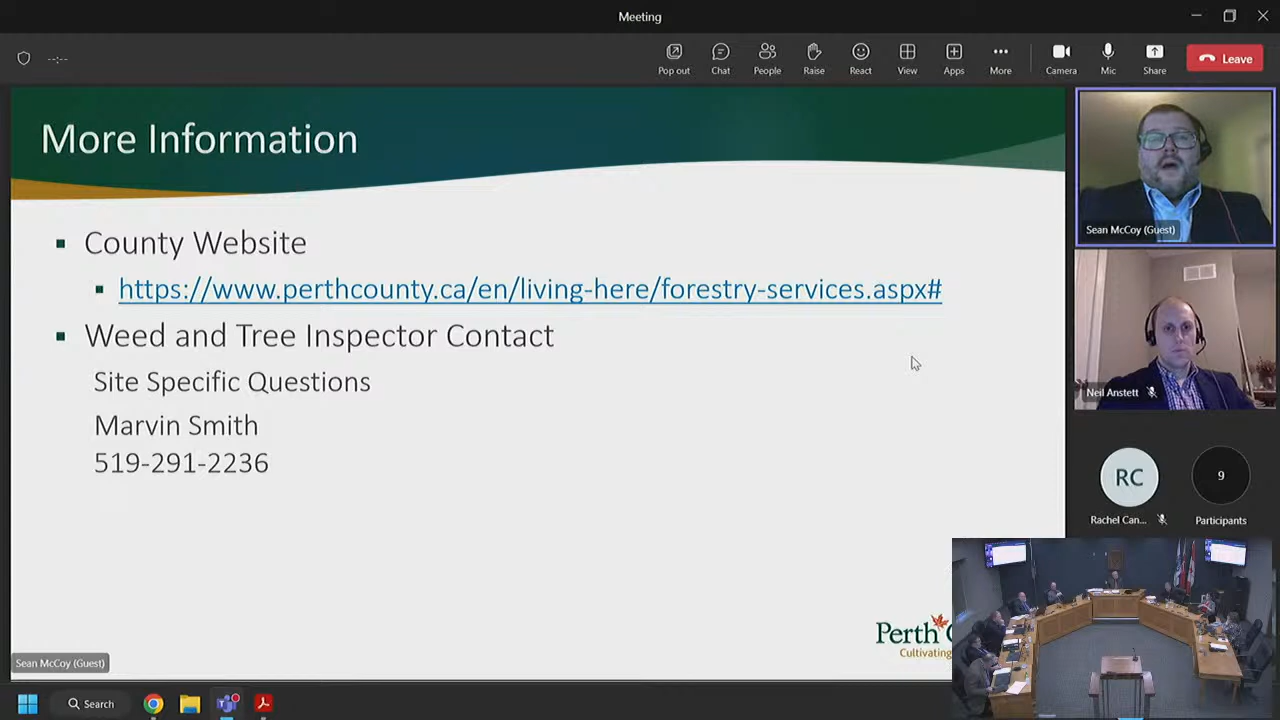 Meeting
--:--
Pop out
Chat
People
Raise
React
View
Apps
More
Camera
Mic
Share
Leave
More Information
County Website
https://www.perthcounty.ca/en/living-here/forestry-services.aspx#
Weed and Tree Inspector Contact
Site Specific Questions
Marvin Smith
519-291-2236
Sean McCoy (Guest)
Neil Anstett
RC
Rachel Can...
9
Participants
Perth
Cultivating
Sean McCoy (Guest)
Search